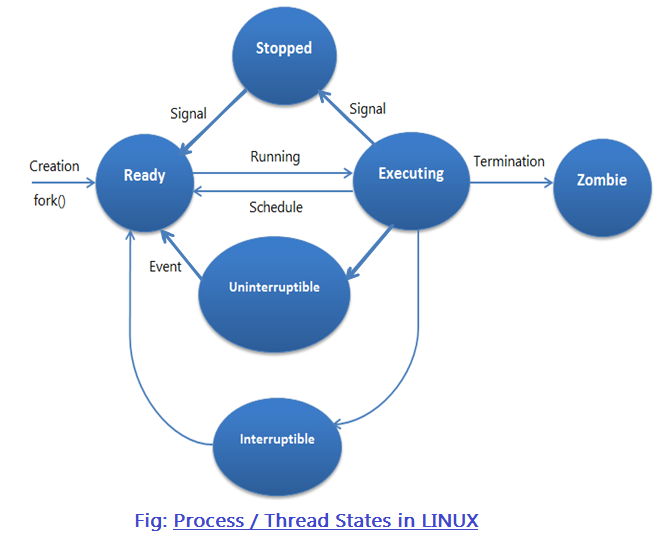 Stopped
Signal
Signal
Creation
fork()
Ready
Running
Schedule
Executing
Termination
Zombie
Event
Uninterruptible
Interruptible
Fig: Process / Thread States in LINUX